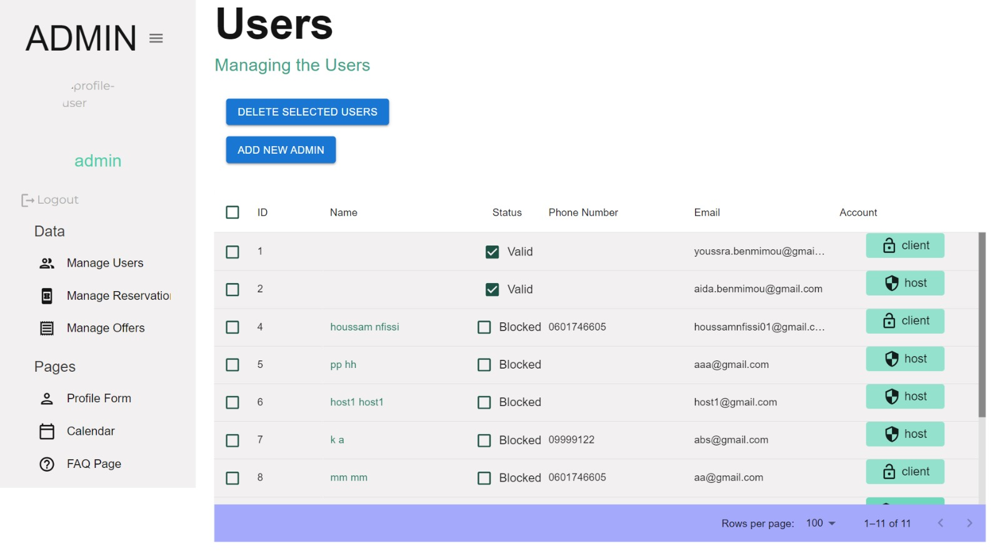 ADMIN
profile-
user
admin
Logout
Data
Manage Users
Manage Reservation
Manage Offers
Pages
Profile Form
Calendar
FAQ Page
Users
Managing the Users
DELETE SELECTED USERS
ADD NEW ADMIN
ID Name Status Phone Number Email Account
1 Valid youssra.benmimou@gmai... client
2 Valid aida.benmimou@gmail.com host
4 houssam nfissi Blocked 0601746605 houssamnfissi01@gmail.c... client
5 pp hh Blocked aaa@gmail.com host
6 host1 host1 Blocked host1@gmail.com host
7 k a Blocked 09999122 abs@gmail.com host
8 mm mm Blocked 0601746605 aa@gmail.com client
Rows per page: 100 1–11 of 11